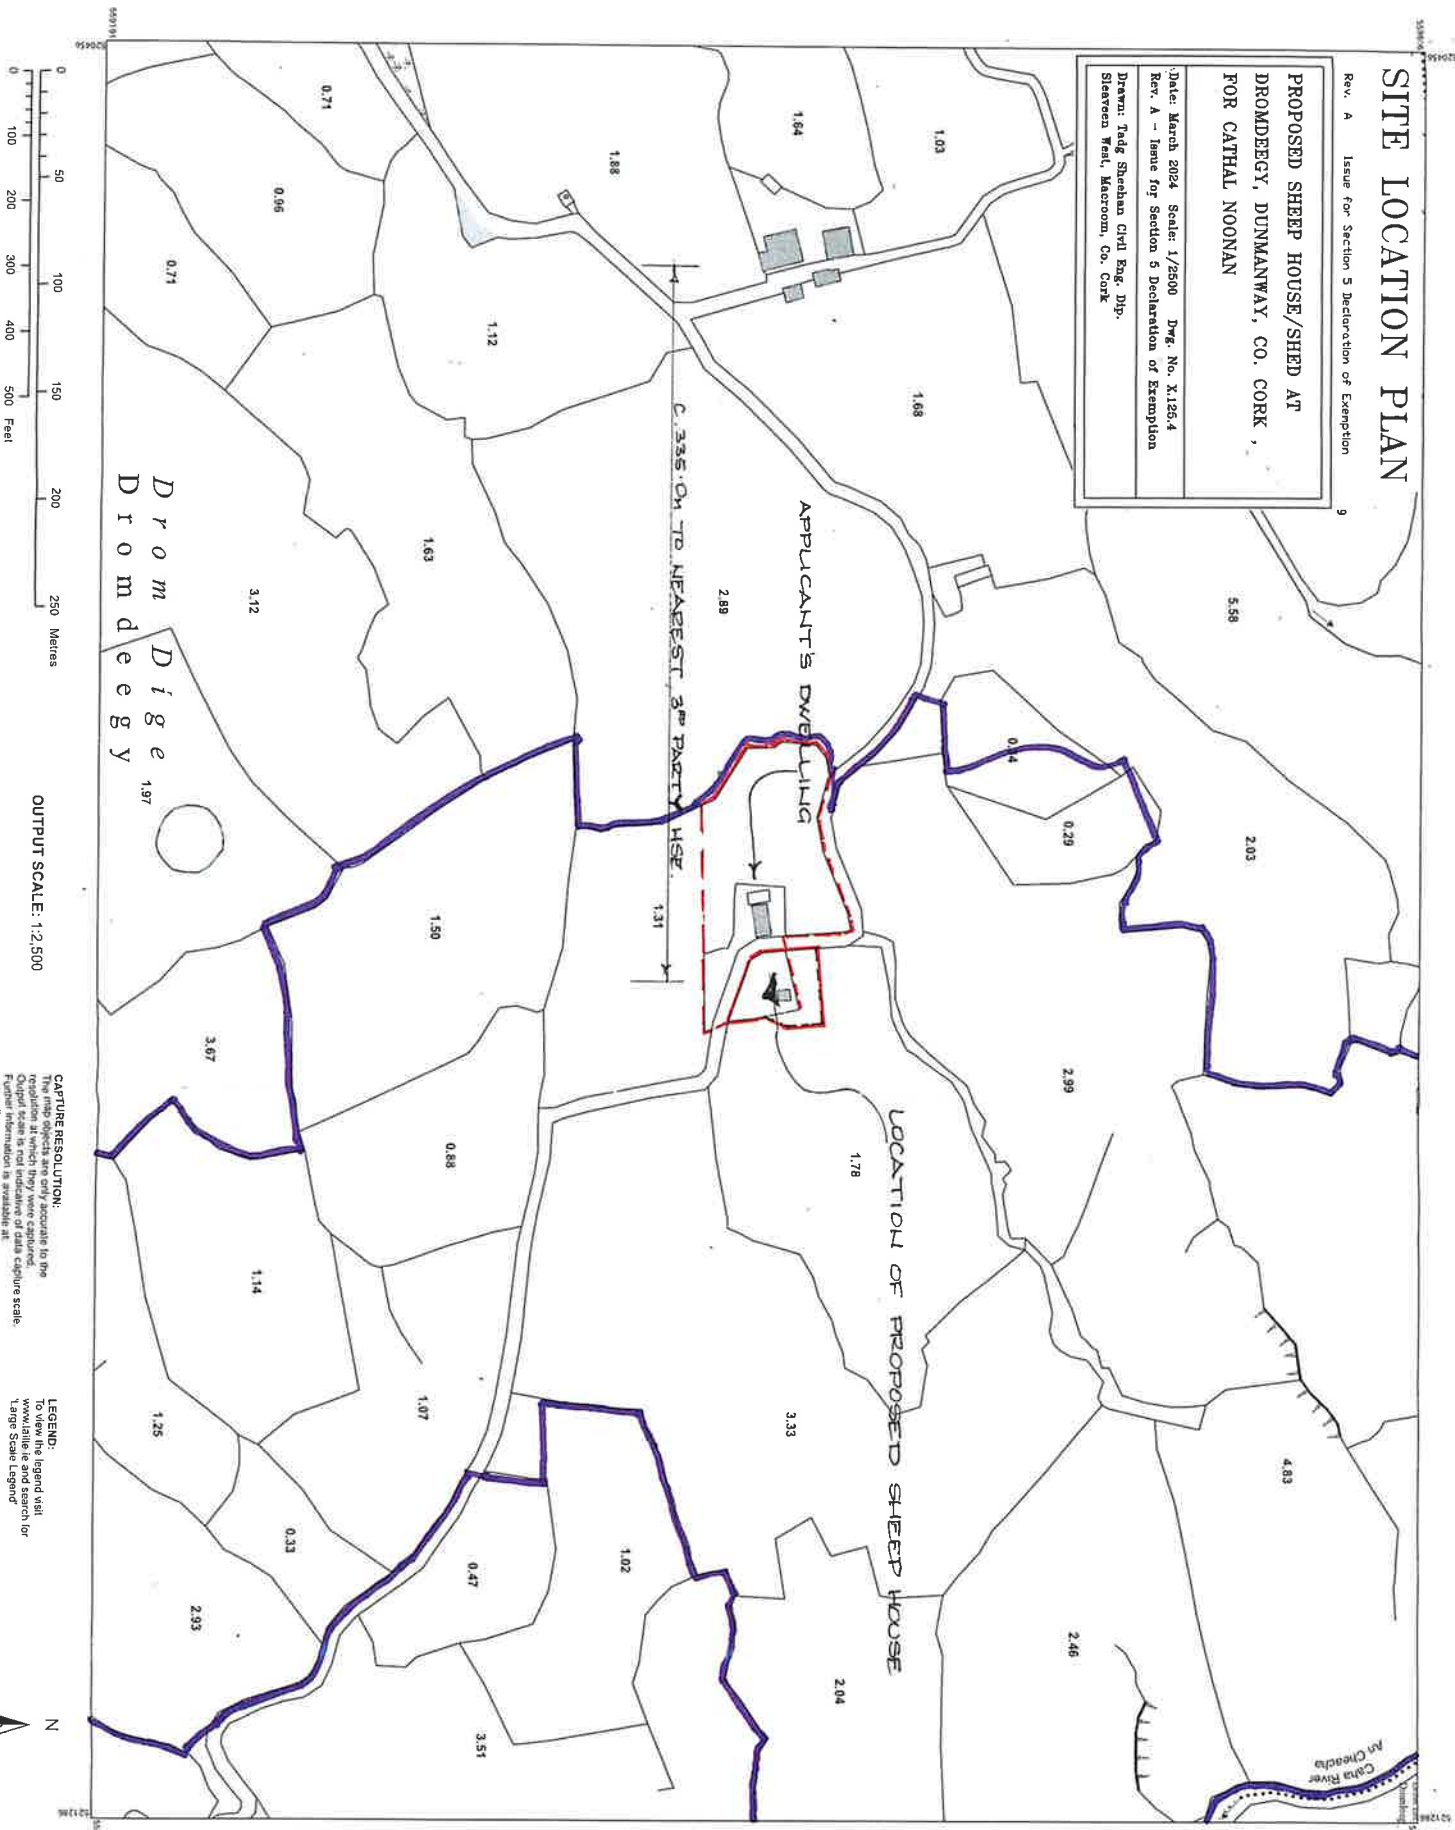 SITE LOCATION PLAN
Rev. A Issue for Section 5 Declaration of Exemption
9
PROPOSED SHEEP HOUSE/SHED AT
DROMDEEGY, DUNMANWAY, CO. CORK ,
FOR CATHAL NOONAN
Date: March 2024 Scale: 1/2500 Dwg. No. X.125.4
Rev. A - Issue for Section 5 Declaration of Exemption
Drawn: Tadg Sheehan Civil Eng. Dip.
Sleaveen West, Macroom, Co. Cork
5.58
2.03
4.83
Caha River
An Cheacha
1.03
1.68
0.14
0.29
2.99
2.46
1.64
APPLICANT'S DWELLING
LOCATION OF PROPOSED SHEEP HOUSE
1.78
3.33
2.04
1.88
2.89
C. 335.0M TO NEAREST 3RD PARTY HSE.
1.31
1.02
1.12
1.63
1.50
0.88
1.07
0.47
3.51
0.71
0.96
3.12
3.67
1.14
0.33
0.71
1.97
1.25
2.93
Drom Díge
Dromdeegy
0 50 100 150 200 250 Metres
0 100 200 300 400 500 Feet
OUTPUT SCALE: 1:2,500
CAPTURE RESOLUTION:
The map objects are only accurate to the
resolution at which they were captured.
Output scale is not indicative of data capture scale.
Further information is available at:
LEGEND:
To view the legend visit
www.tailte.ie and search for
'Large Scale Legend'
N
520456
559191
521286